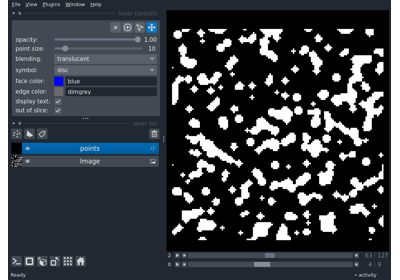 File View Plugins Window Help
layer controls
opacity: 1.00
point size: 10
blending: translucent
symbol: disc
face color: blue
edge color: dimgrey
display text: ✓
out of slice: ✓
layer list
points
Image
2 63 127
0 4 9
Ready
activity